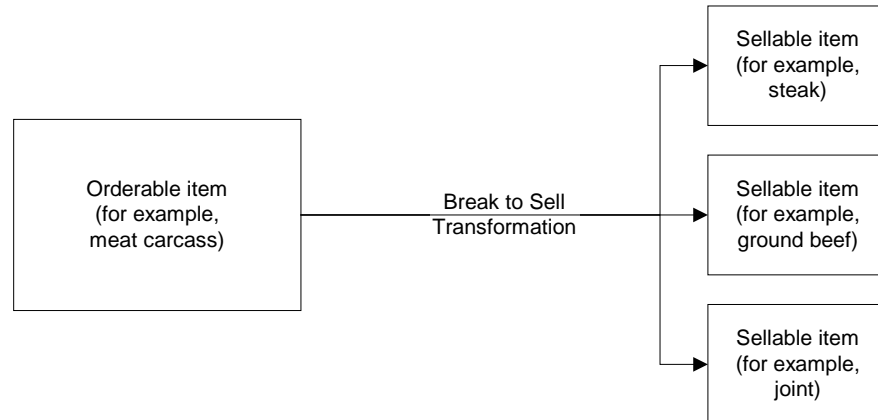 Orderable item
(for example,
meat carcass)
Break to Sell
Transformation
Sellable item
(for example,
steak)
Sellable item
(for example,
ground beef)
Sellable item
(for example,
joint)